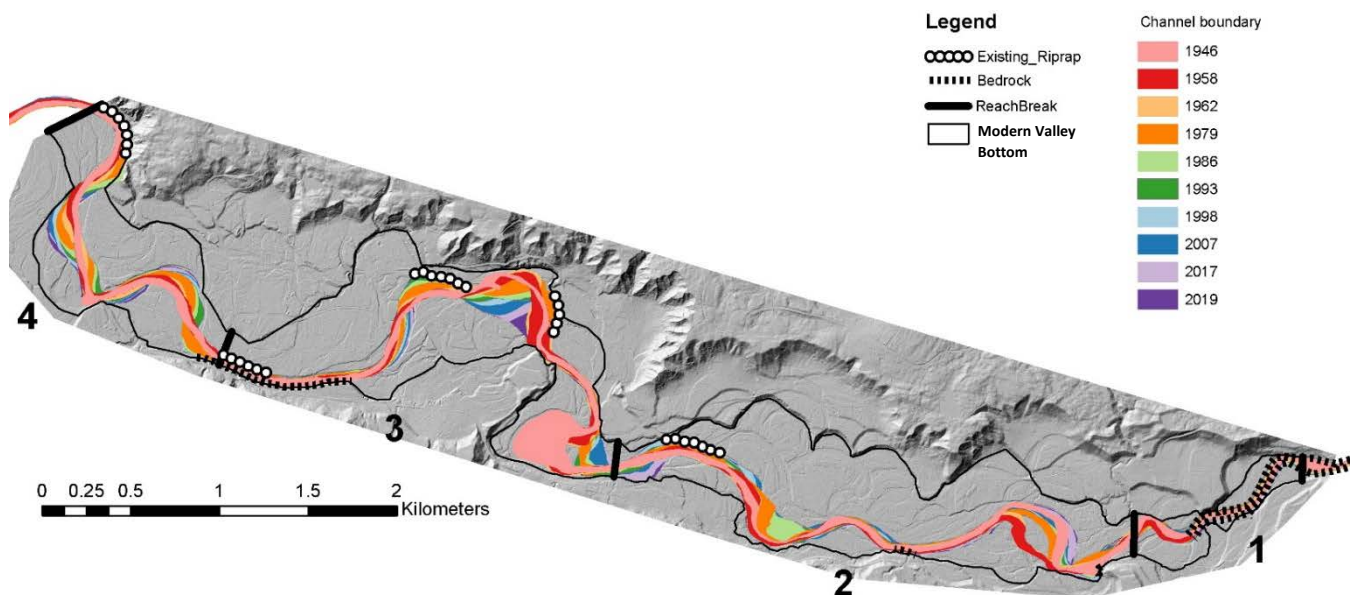 Legend
Existing_Riprap
Bedrock
ReachBreak
Modern Valley
Bottom
Channel boundary
1946
1958
1962
1979
1986
1993
1998
2007
2017
2019
4
3
2
1
0 0.25 0.5 1 1.5 2
Kilometers